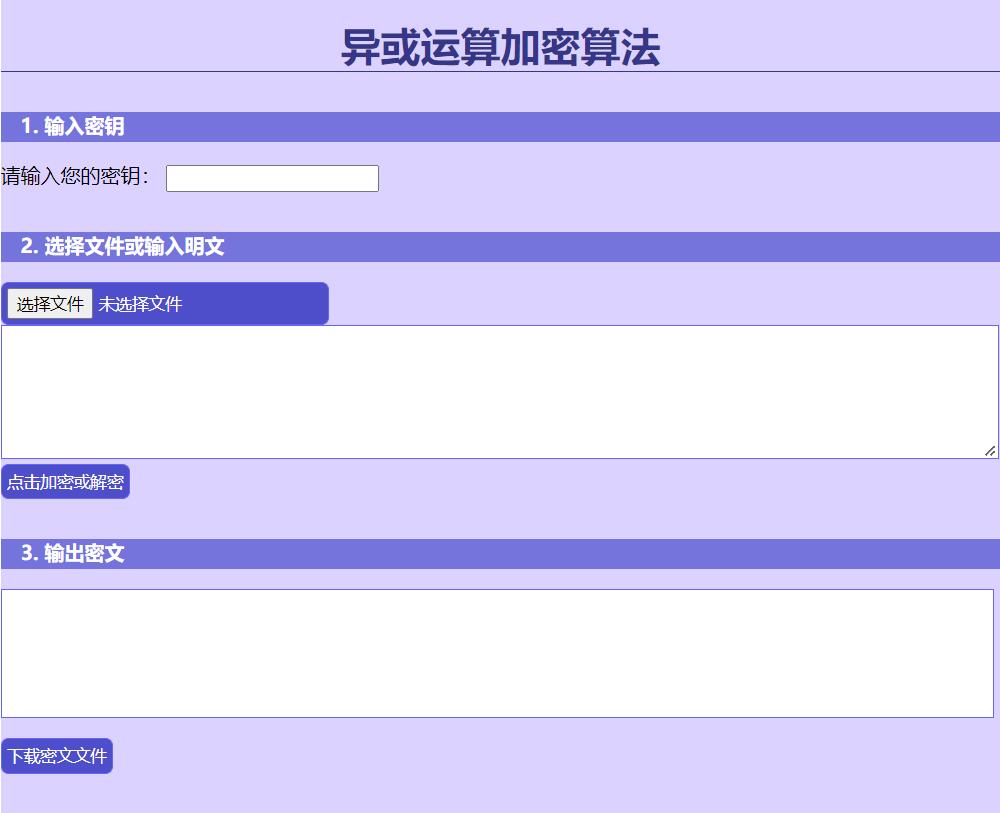 异或运算加密算法
1. 输入密钥
请输入您的密钥：
2. 选择文件或输入明文
选择文件 未选择文件
点击加密或解密
3. 输出密文
下载密文文件